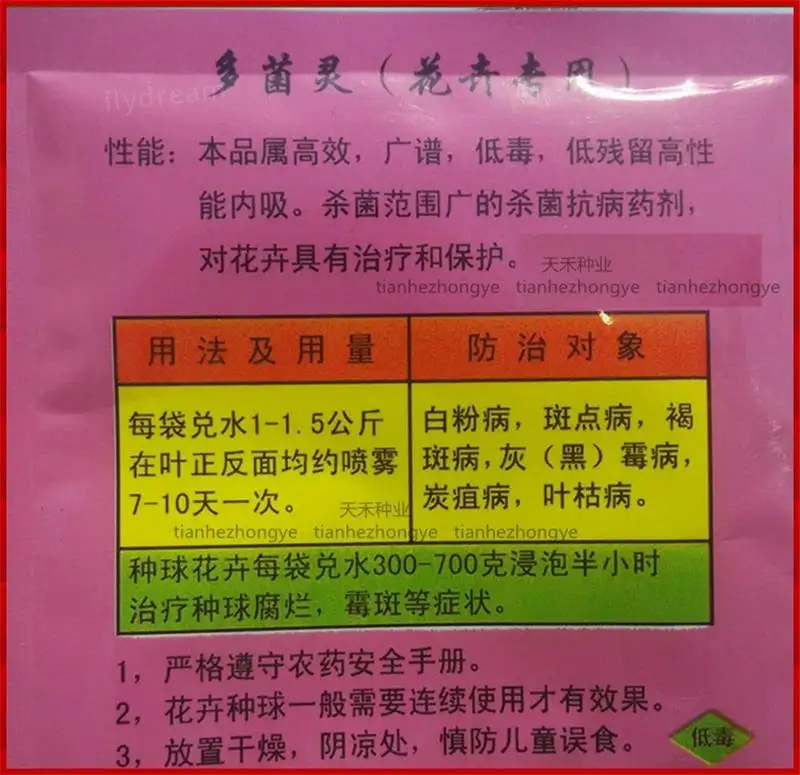 多菌灵（花卉专用）
flydream
性能：本品属高效，广谱，低毒，低残留高性
能内吸。杀菌范围广的杀菌抗病药剂，
对花卉具有治疗和保护。
天禾种业
tianhezhongye tianhezhongye tianhezhongye
用法及用量
防治对象
每袋兑水1-1.5公斤
在叶正反面均约喷雾
7-10天一次。
白粉病，斑点病，褐
斑病，灰（黑）霉病，
炭疽病，叶枯病。
天禾种业
tianhezhongye tianhezhongye tianhezhongye
种球花卉每袋兑水300-700克浸泡半小时
治疗种球腐烂，霉斑等症状。
1，严格遵守农药安全手册。
2，花卉种球一般需要连续使用才有效果。
3，放置干燥，阴凉处，慎防儿童误食。
低毒